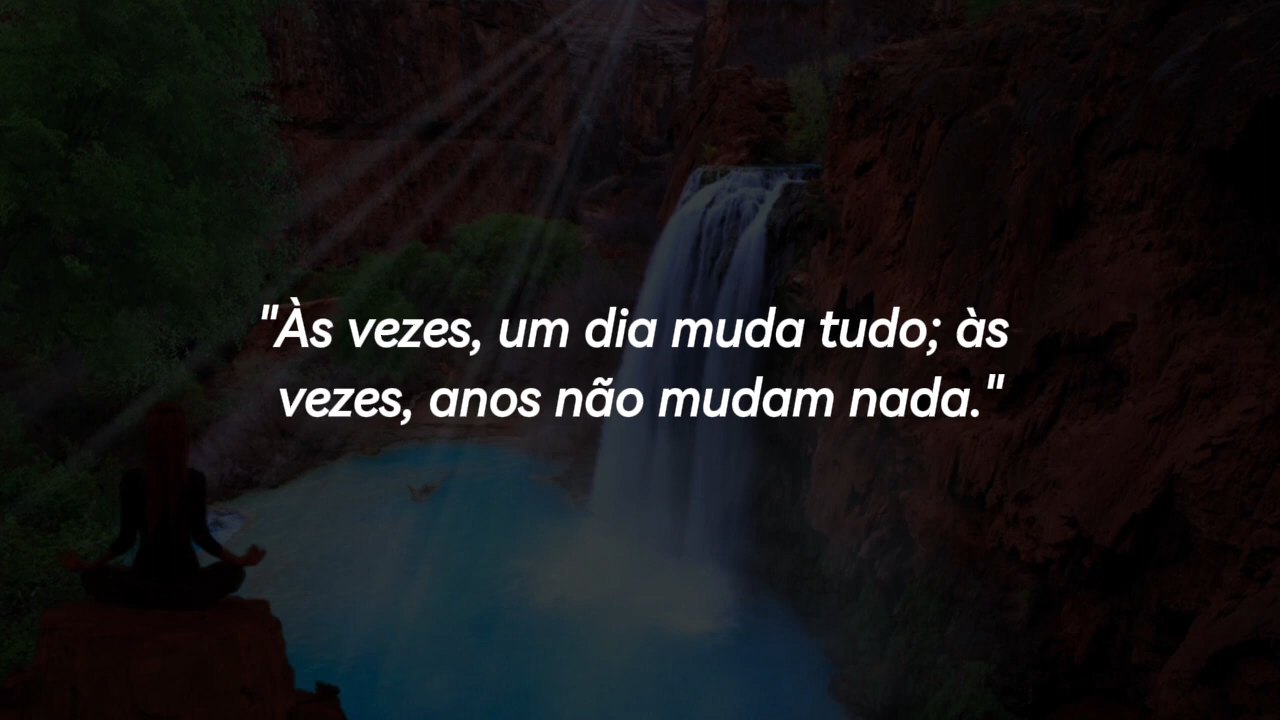 "Às vezes, um dia muda tudo; às
vezes, anos não mudam nada."